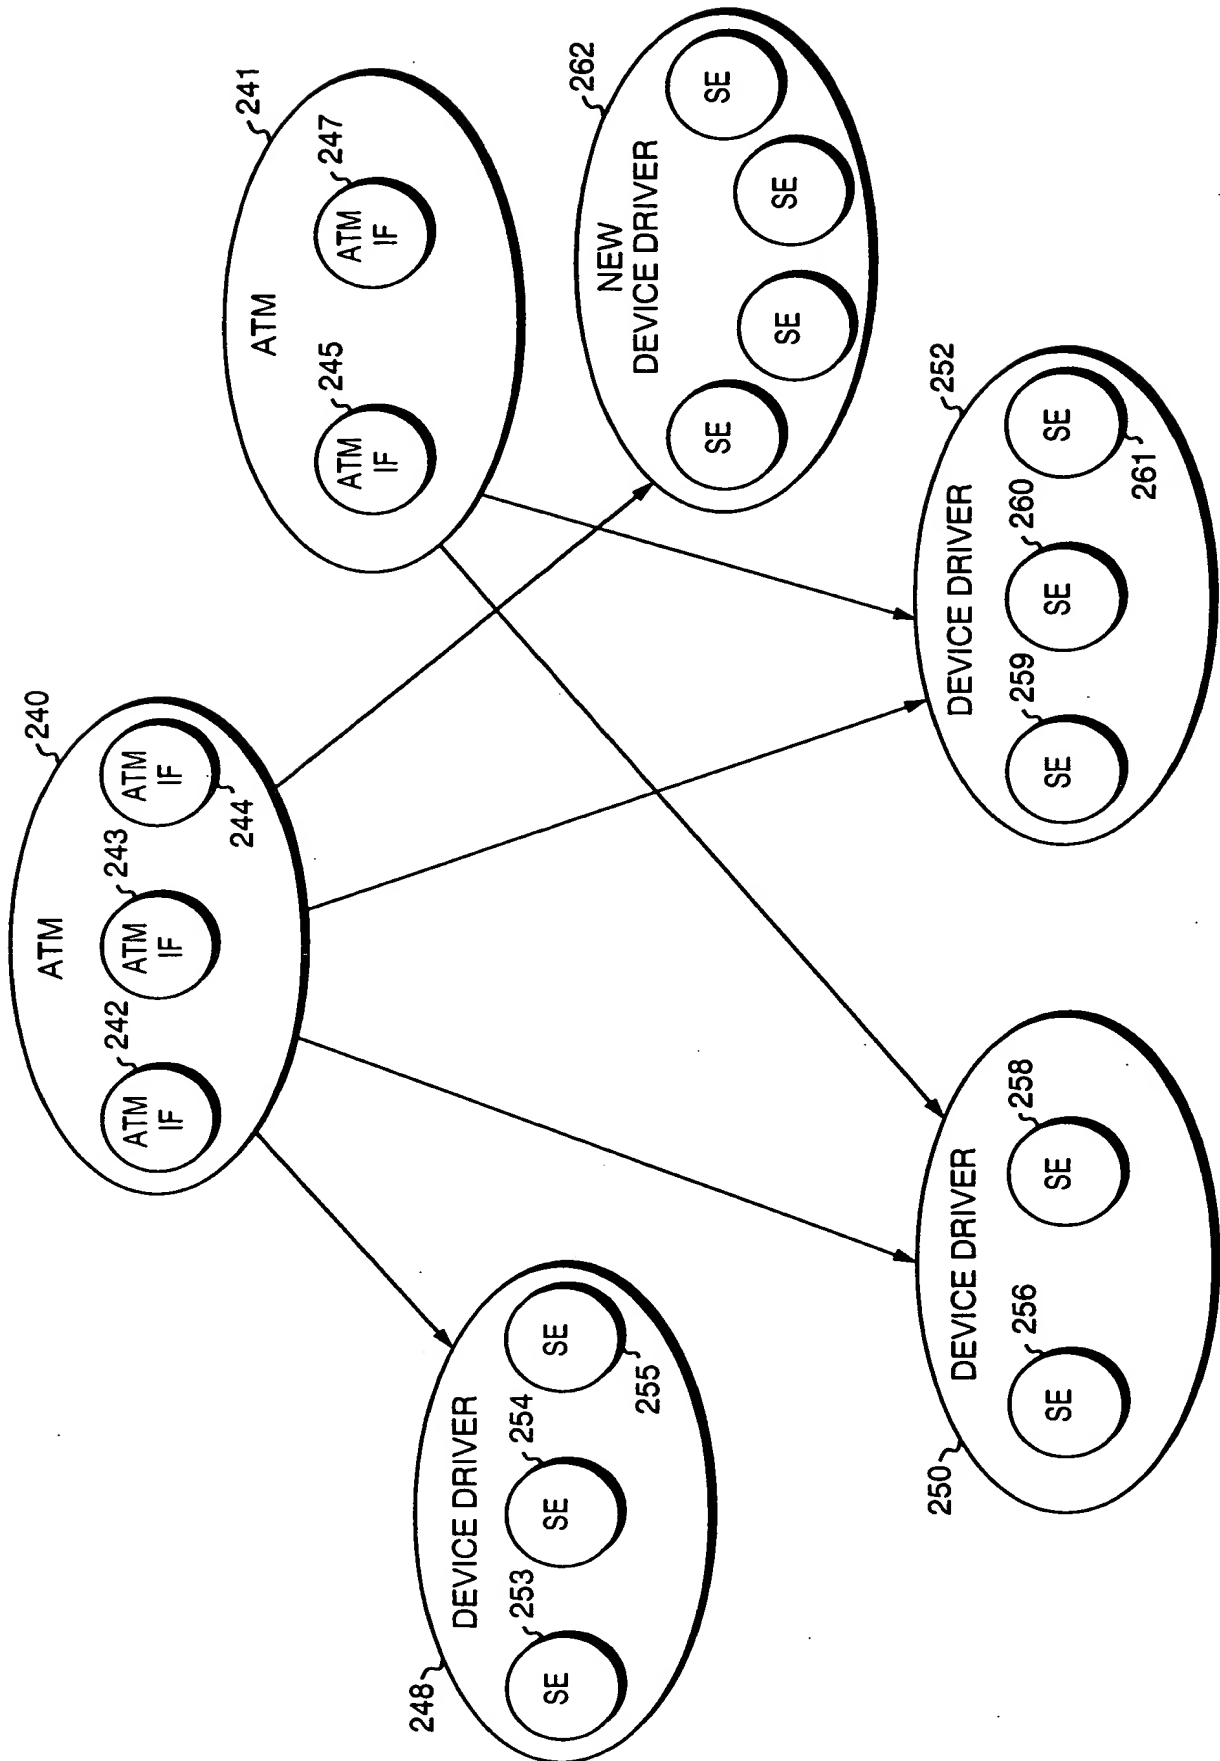 240
ATM
242
243
ATM
IF
ATM
IF
ATM
IF
244
241
ATM
245
247
ATM
IF
ATM
IF
248
DEVICE DRIVER
253
254
SE
SE
SE
255
262
NEW
DEVICE DRIVER
SE
SE
SE
SE
250
DEVICE DRIVER
256
258
SE
SE
252
DEVICE DRIVER
259
260
SE
SE
SE
261